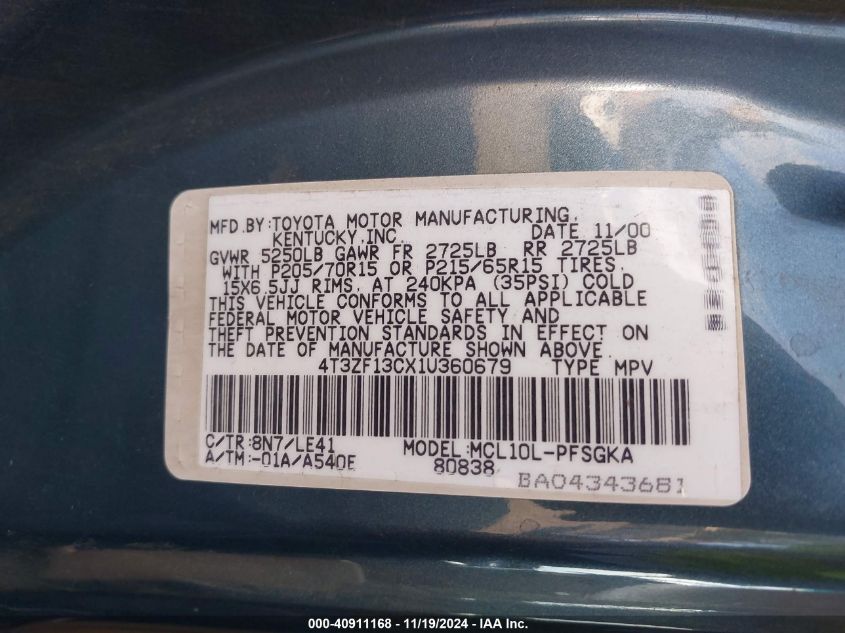 MFD.BY:TOYOTA MOTOR MANUFACTURING,
KENTUCKY,INC. DATE 11/00
GVWR 5250LB GAWR FR 2725LB RR 2725LB
WITH P205/70R15 OR P215/65R15 TIRES,
15X6.5JJ RIMS, AT 240KPA (35PSI) COLD
THIS VEHICLE CONFORMS TO ALL APPLICABLE
FEDERAL MOTOR VEHICLE SAFETY AND
THEFT PREVENTION STANDARDS IN EFFECT ON
THE DATE OF MANUFACTURE SHOWN ABOVE.
4T3ZF13CX1U360679 TYPE MPV
C/TR:8N7/LE41 MODEL:MCL10L-PFSGKA
A/TM:-01A/A540E 80838
BA04343681
000-40911168 - 11/19/2024 - IAA Inc.